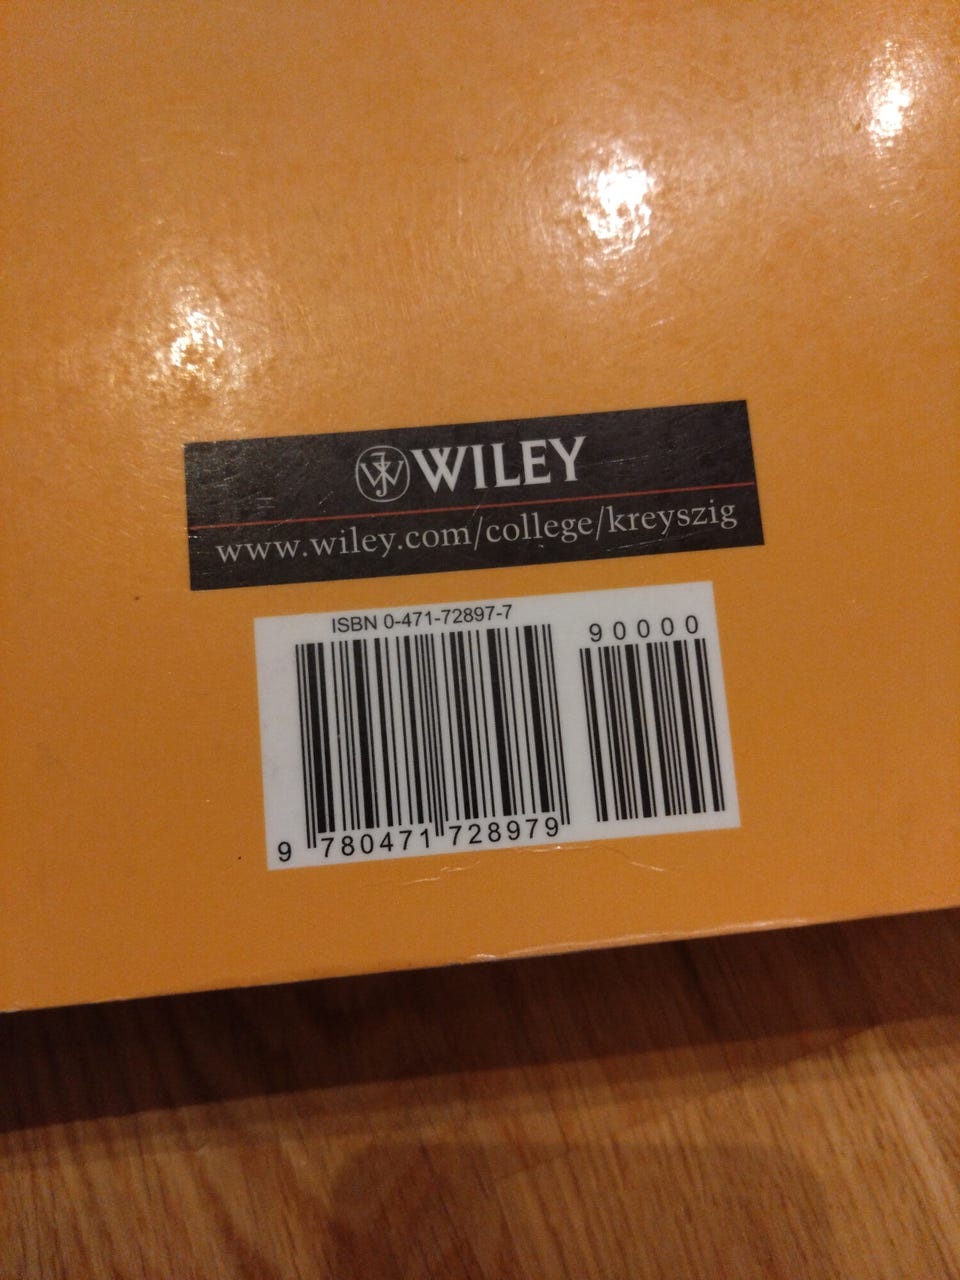 WILEY
www.wiley.com/college/kreyszig
ISBN 0-471-72897-7
90000
9 780471 728979